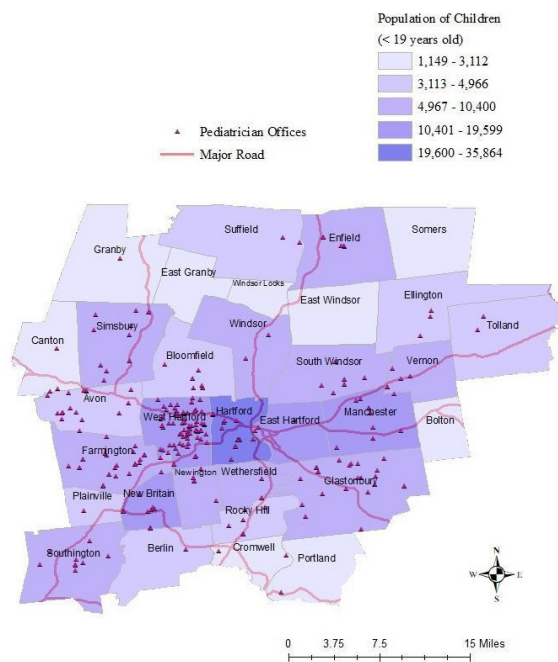 Population of Children
(< 19 years old)
1,149 - 3,112
3,113 - 4,966
4,967 - 10,400
10,401 - 19,599
19,600 - 35,864
Pediatrician Offices
Major Road
Suffield
Enfield
Somers
Granby
East Granby
Windsor Locks
East Windsor
Ellington
Tolland
Simsbury
Windsor
Canton
Bloomfield
South Windsor
Vernon
Avon
West Hartford
Hartford
East Hartford
Manchester
Bolton
Farmington
Newington
Wethersfield
Glastonbury
Plainville
New Britain
Rocky Hill
Southington
Berlin
Cromwell
Portland
N
W E
S
0 3.75 7.5 15 Miles